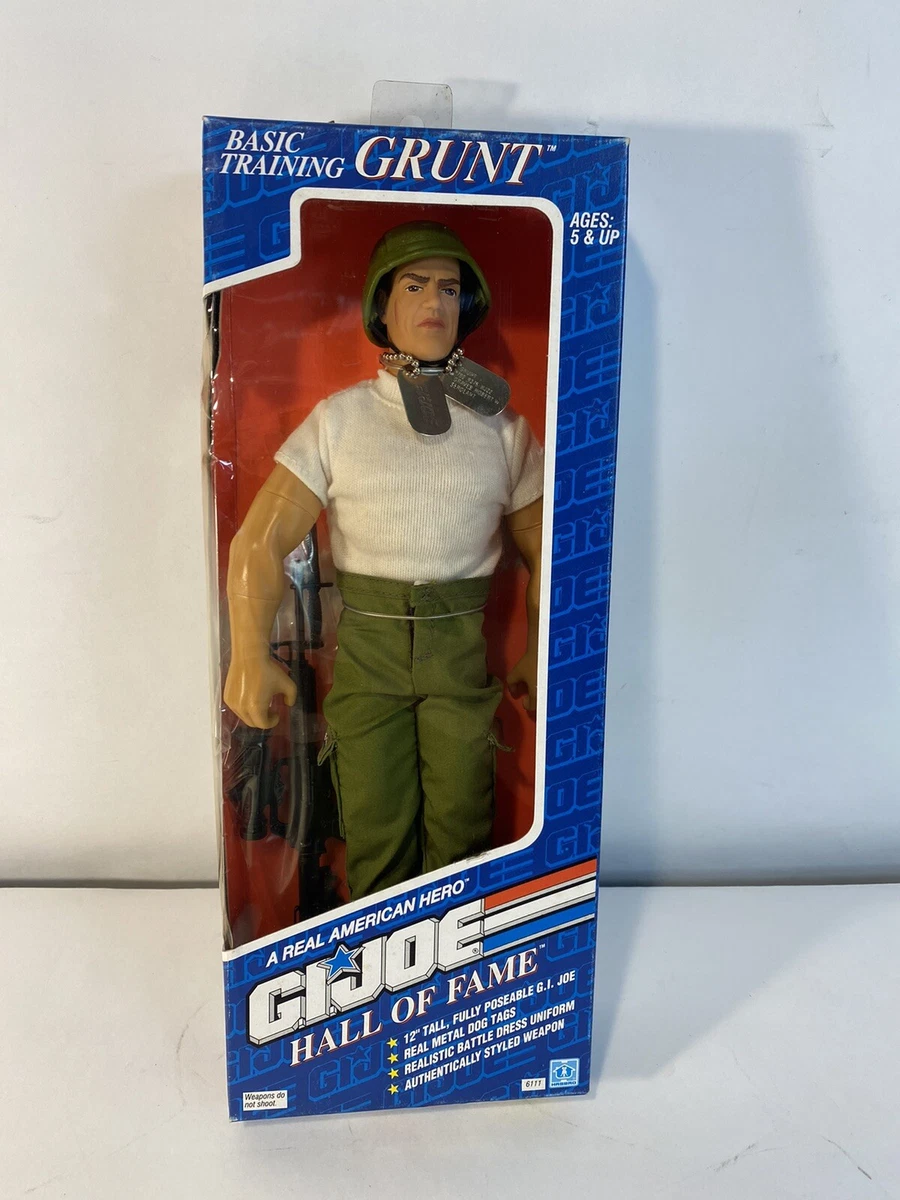 BASIC
TRAINING GRUNT™
AGES:
5 & UP
SERGEANT
A REAL AMERICAN HERO™
G.I.JOE®
HALL OF FAME™
12" TALL, FULLY POSEABLE G.I. JOE
REAL METAL DOG TAGS
REALISTIC BATTLE DRESS UNIFORM
AUTHENTICALLY STYLED WEAPON
Weapons do
not shoot.
6111
HASBRO